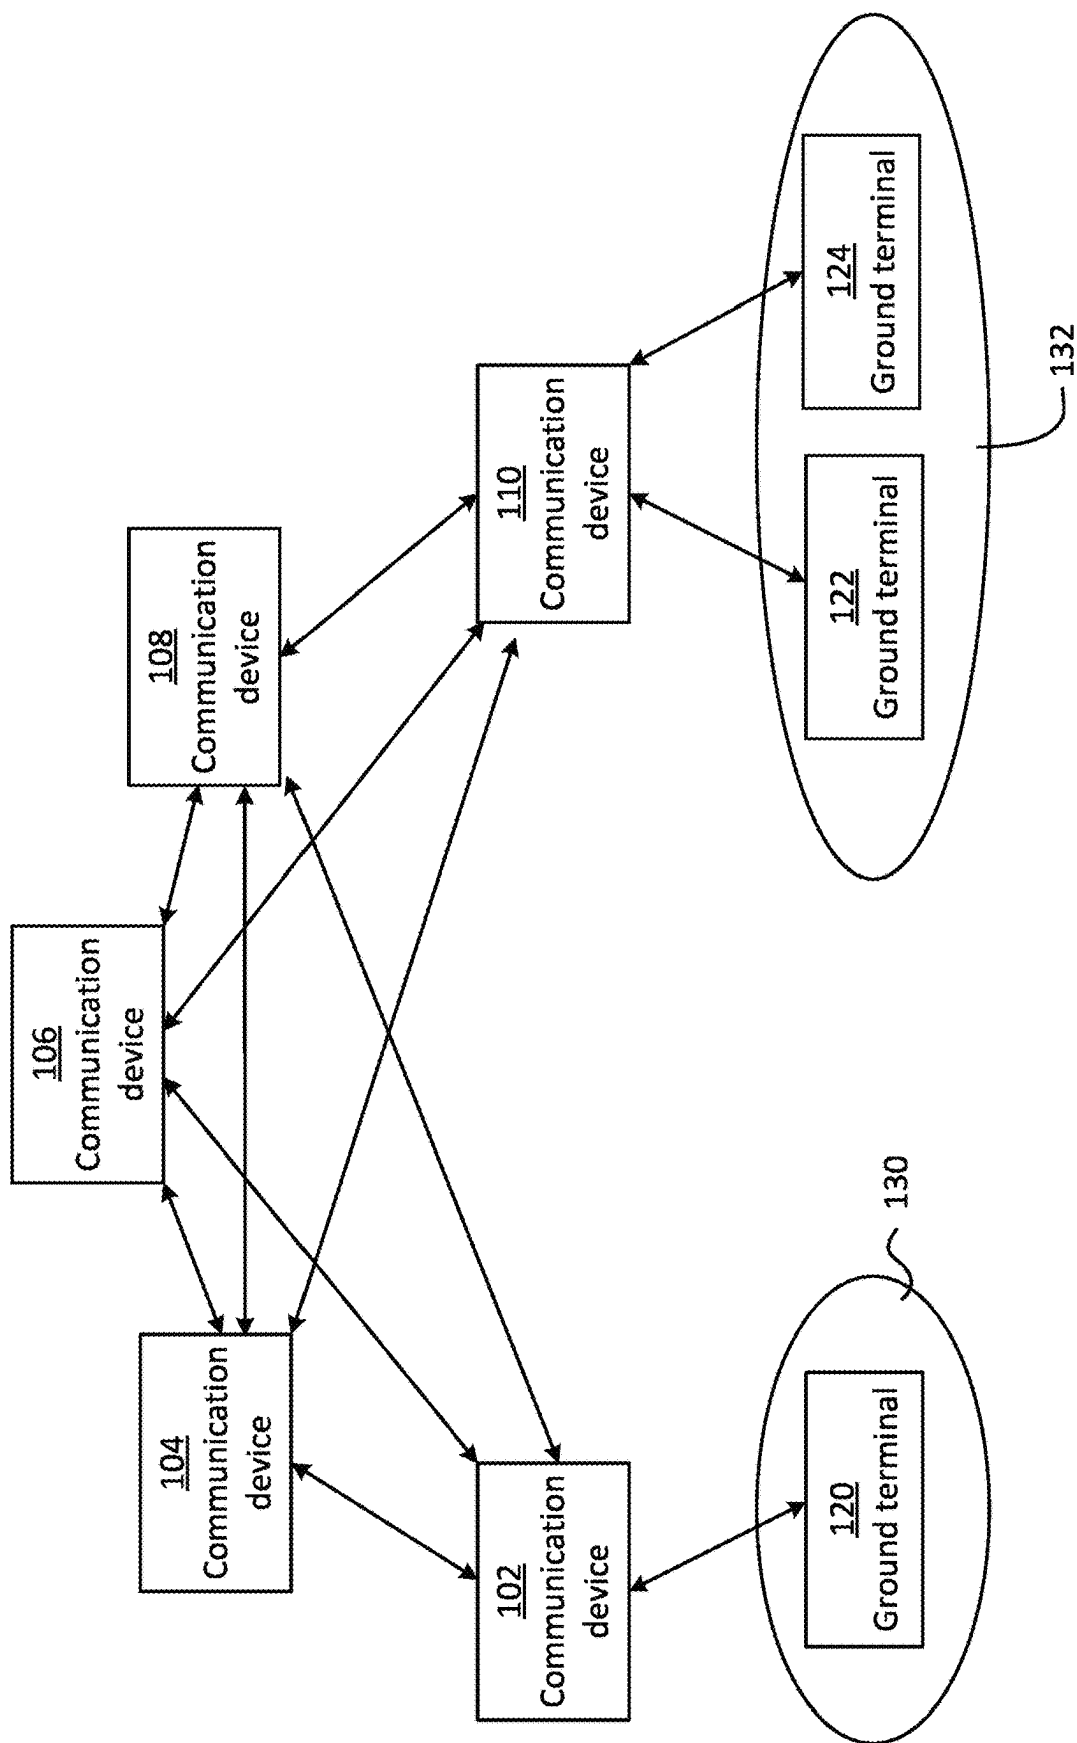 106
Communication
device
104
Communication
device
108
Communication
device
102
Communication
device
110
Communication
device
120
Ground terminal
130
122
Ground terminal
124
Ground terminal
132